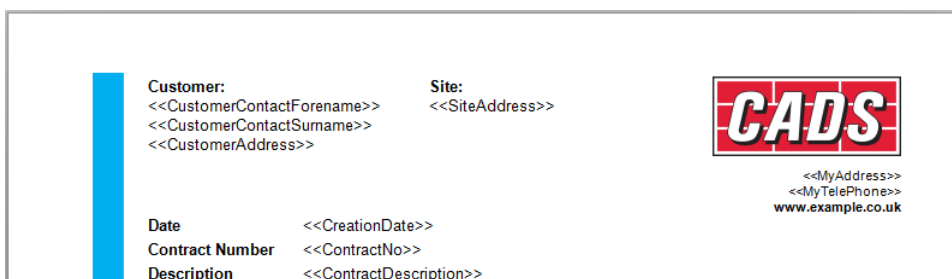 Customer:
<<CustomerContactForename>>
<<CustomerContactSurname>>
<<CustomerAddress>>
Site:
<<SiteAddress>>
CADS
<<MyAddress>>
<<MyTelePhone>>
www.example.co.uk
Date <<CreationDate>>
Contract Number <<ContractNo>>
Description <<ContractDescription>>